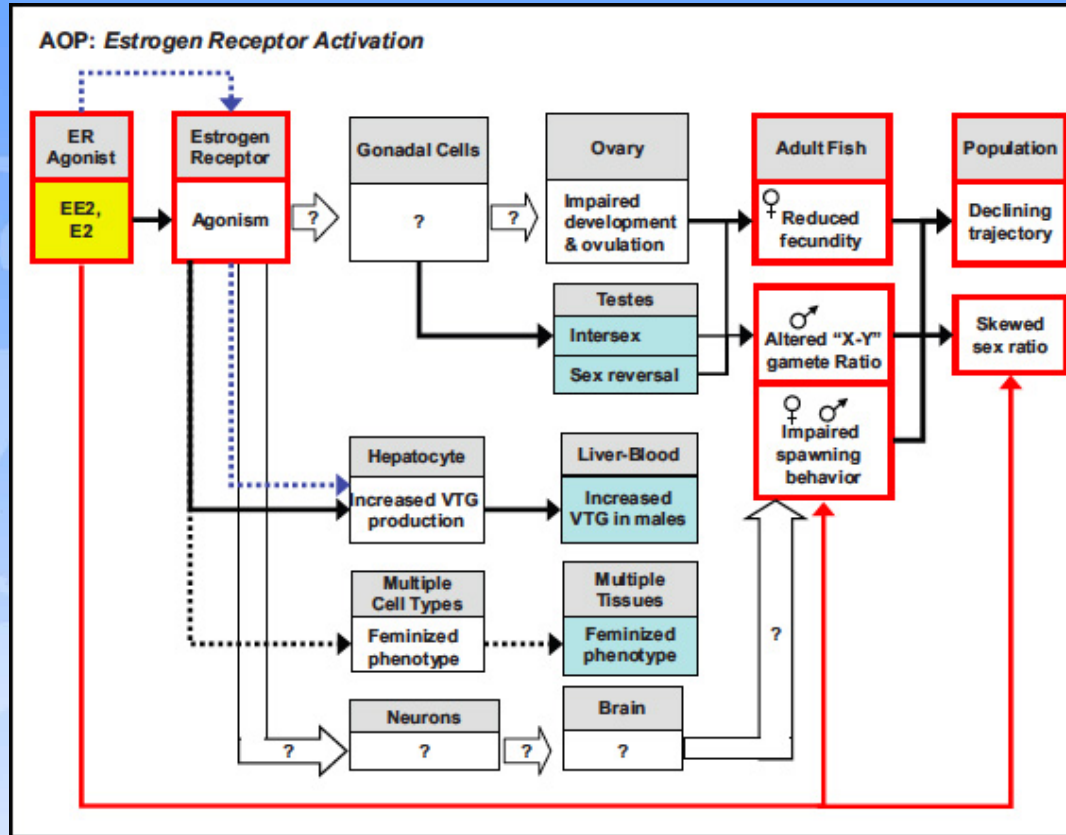 AOP: Estrogen Receptor Activation
ER
Agonist
EE2,
E2
Estrogen
Receptor
Agonism
?
Gonadal Cells
?
?
Ovary
Impaired
development
& ovulation
Adult Fish
♀ Reduced
fecundity
Population
Declining
trajectory
Testes
Intersex
Sex reversal
♂
Altered “X-Y”
gamete Ratio
Skewed
sex ratio
♀ ♂
Impaired
spawning
behavior
Hepatocyte
Increased VTG
production
Liver-Blood
Increased
VTG in males
Multiple
Cell Types
Feminized
phenotype
Multiple
Tissues
Feminized
phenotype
?
?
Neurons
?
?
Brain
?